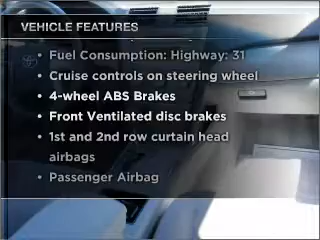 VEHICLE FEATURES
• Fuel Consumption: Highway: 31
• Cruise controls on steering wheel
• 4-wheel ABS Brakes
• Front Ventilated disc brakes
• 1st and 2nd row curtain head
airbags
• Passenger Airbag